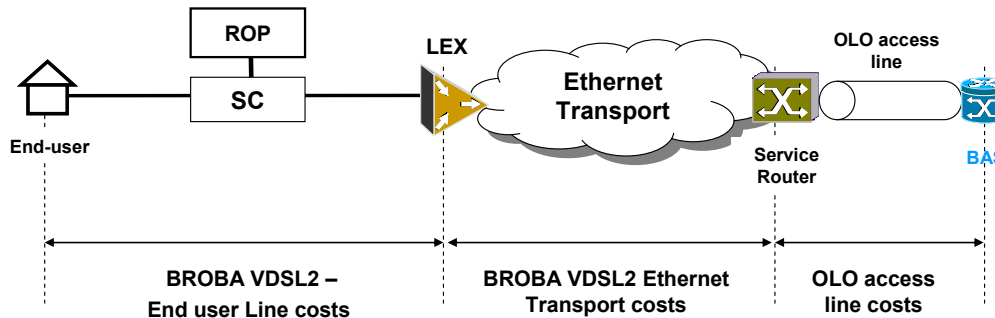 ROP
LEX
OLO access
line
SC
Ethernet
Transport
End-user
Service
Router
BAS
BROBA VDSL2 –
End user Line costs
BROBA VDSL2 Ethernet
Transport costs
OLO access
line costs